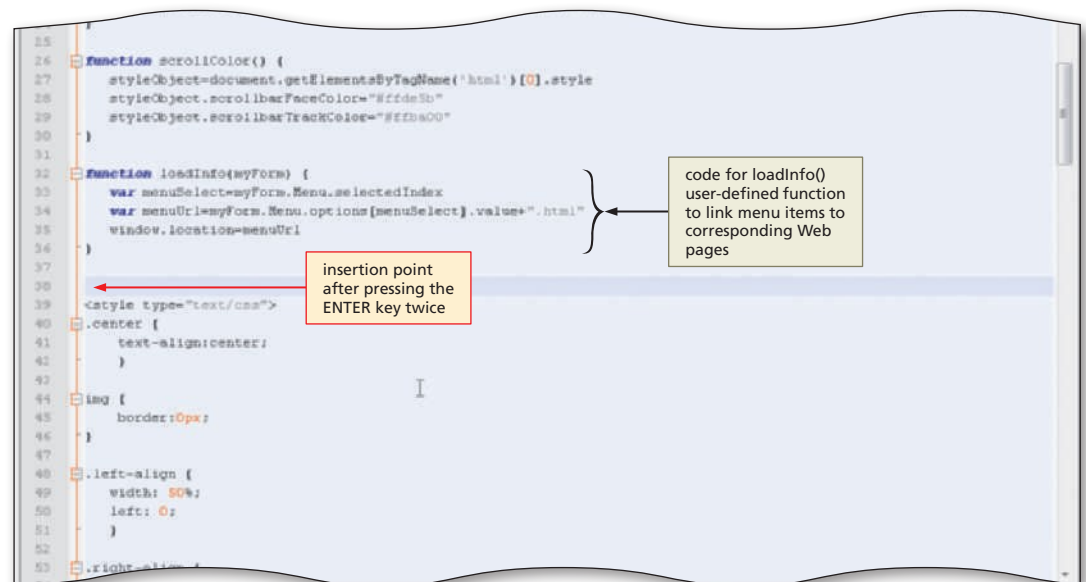 25
26 function scrollColor() {
27 styleObject=document.getElementsByTagName('html')[0].style
28 styleObject.scrollbarFaceColor="#ffde5b"
29 styleObject.scrollbarTrackColor="#ffba00"
30 }
31
32 function loadInfo(myForm) {
33 var menuSelect=myForm.Menu.selectedIndex
34 var menuUrl=myForm.Menu.options[menuSelect].value+".html"
35 window.location=menuUrl
36 }
37
38
39 <style type="text/css">
40 .center {
41 text-align:center;
42 }
43
44 img {
45 border:0px;
46 }
47
48 .left-align {
49 width: 50%;
50 left: 0;
51 }
52
53 .right-align {
code for loadInfo()
user-defined function
to link menu items to
corresponding Web
pages
insertion point
after pressing the
ENTER key twice